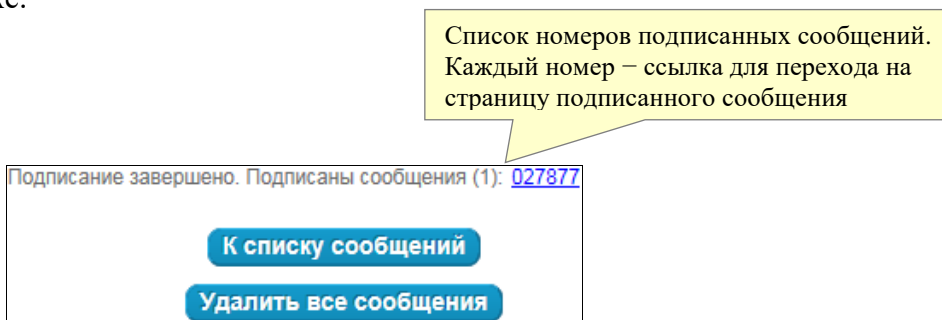 Список номеров подписанных сообщений.
Каждый номер − ссылка для перехода на
страницу подписанного сообщения
Подписание завершено. Подписаны сообщения (1): 027877
К списку сообщений
Удалить все сообщения